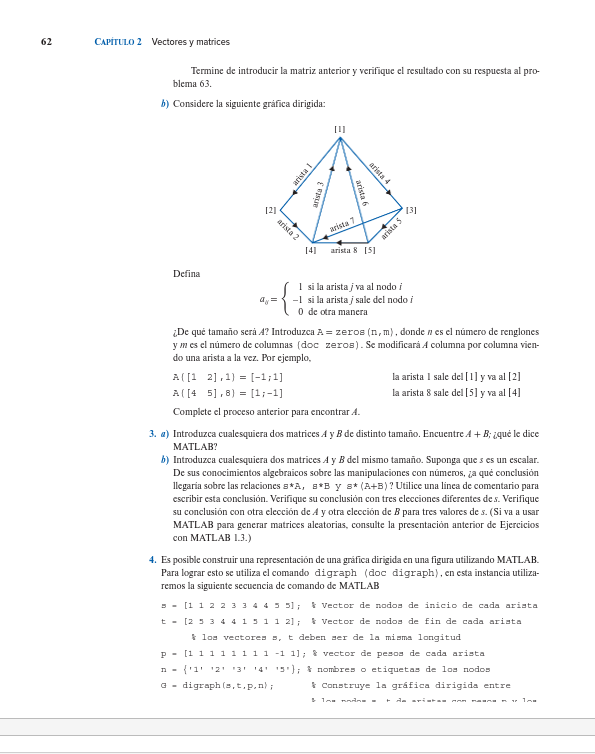 62 CAPÍTULO 2 Vectores y matrices
Termine de introducir la matriz anterior y verifique el resultado con su respuesta al pro-
blema 63.
b) Considere la siguiente gráfica dirigida:
[1]
arista 1
arista 3
arista 6
arista 4
[2]
[3]
arista 2
arista 7
arista 5
[4] arista 8 [5]
Defina
1 si la arista j va al nodo i
a_ij = { −1 si la arista j sale del nodo i
0 de otra manera
¿De qué tamaño será A? Introduzca A = zeros(n,m), donde n es el número de renglones
y m es el número de columnas (doc zeros). Se modificará A columna por columna vien-
do una arista a la vez. Por ejemplo,
A([1 2],1) = [-1;1] la arista 1 sale del [1] y va al [2]
A([4 5],8) = [1;-1] la arista 8 sale del [5] y va al [4]
Complete el proceso anterior para encontrar A.
3. a) Introduzca cualesquiera dos matrices A y B de distinto tamaño. Encuentre A + B; ¿qué le dice
MATLAB?
b) Introduzca cualesquiera dos matrices A y B del mismo tamaño. Suponga que s es un escalar.
De sus conocimientos algebraicos sobre las manipulaciones con números, ¿a qué conclusión
llegaría sobre las relaciones s*A, s*B y s*(A+B)? Utilice una línea de comentario para
escribir esta conclusión. Verifique su conclusión con tres elecciones diferentes de s. Verifique
su conclusión con otra elección de A y otra elección de B para tres valores de s. (Si va a usar
MATLAB para generar matrices aleatorias, consulte la presentación anterior de Ejercicios
con MATLAB 1.3.)
4. Es posible construir una representación de una gráfica dirigida en una figura utilizando MATLAB.
Para lograr esto se utiliza el comando digraph (doc digraph), en esta instancia utiliza-
remos la siguiente secuencia de comando de MATLAB
s = [1 1 2 2 3 3 4 4 5 5]; % Vector de nodos de inicio de cada arista
t = [2 5 3 4 4 1 5 1 1 2]; % Vector de nodos de fin de cada arista
% los vectores s, t deben ser de la misma longitud
p = [1 1 1 1 1 1 1 1 -1 1]; % vector de pesos de cada arista
n = {'1' '2' '3' '4' '5'}; % nombres o etiquetas de los nodos
G = digraph(s,t,p,n); % Construye la gráfica dirigida entre
% los nodos s, t de aristas con pesos p y los